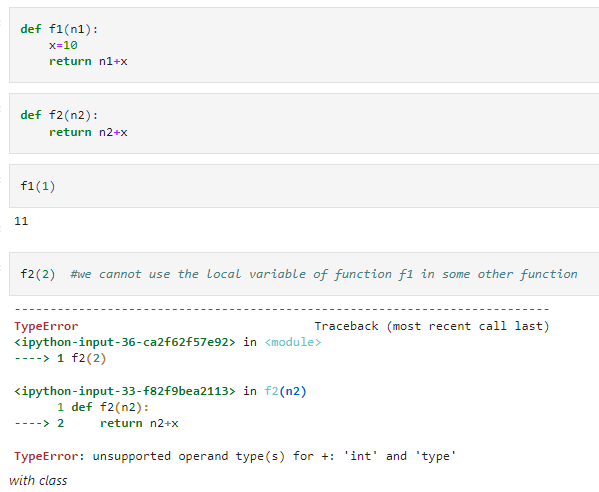 def f1(n1):
    x=10
    return n1+x
def f2(n2):
    return n2+x
f1(1)
11
f2(2)  #we cannot use the local variable of function f1 in some other function
---------------------------------------------------------------------------
TypeError                                 Traceback (most recent call last)
<ipython-input-36-ca2f62f57e92> in <module>
----> 1 f2(2)
<ipython-input-33-f82f9bea2113> in f2(n2)
      1 def f2(n2):
----> 2     return n2+x
TypeError: unsupported operand type(s) for +: 'int' and 'type'
with class